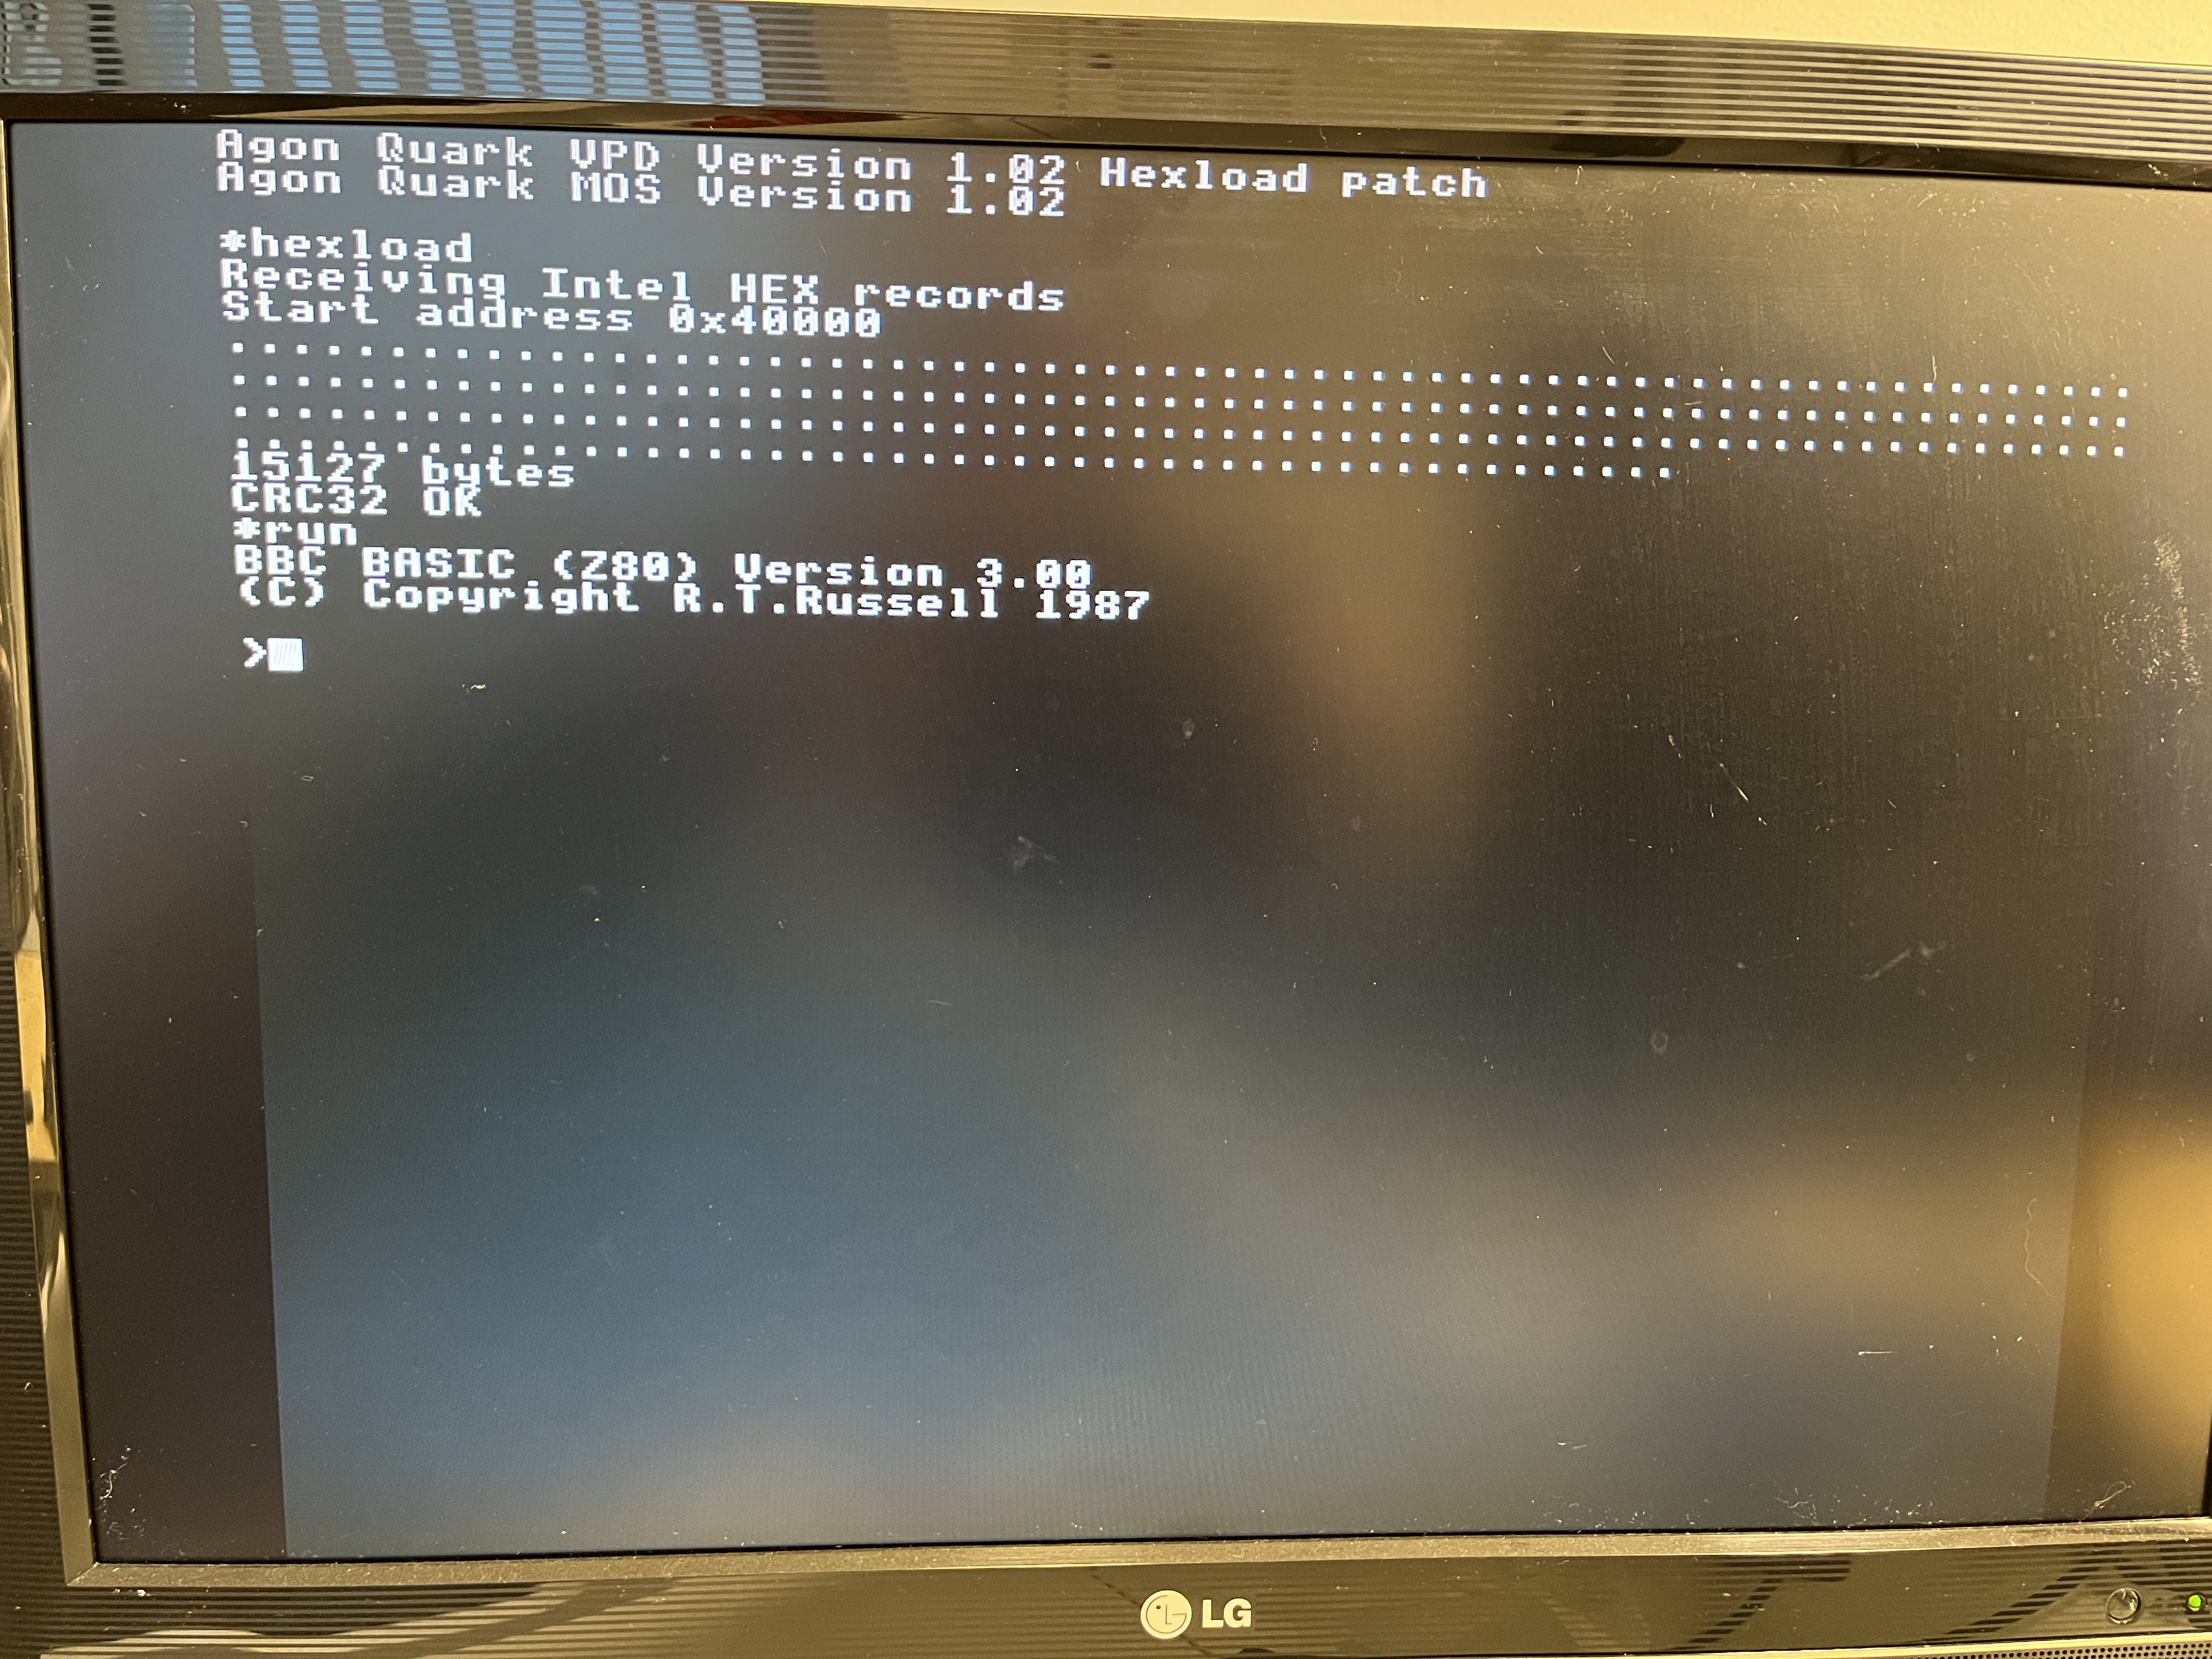 Agon Quark VPD Version 1.02 Hexload patch
Agon Quark MOS Version 1.02
*hexload
Receiving Intel HEX records
Start address 0x40000
................................................................
................................................................
................................................................
................................................
15127 bytes
CRC32 OK
*run
BBC BASIC (Z80) Version 3.00
(C) Copyright R.T.Russell 1987
>
LG